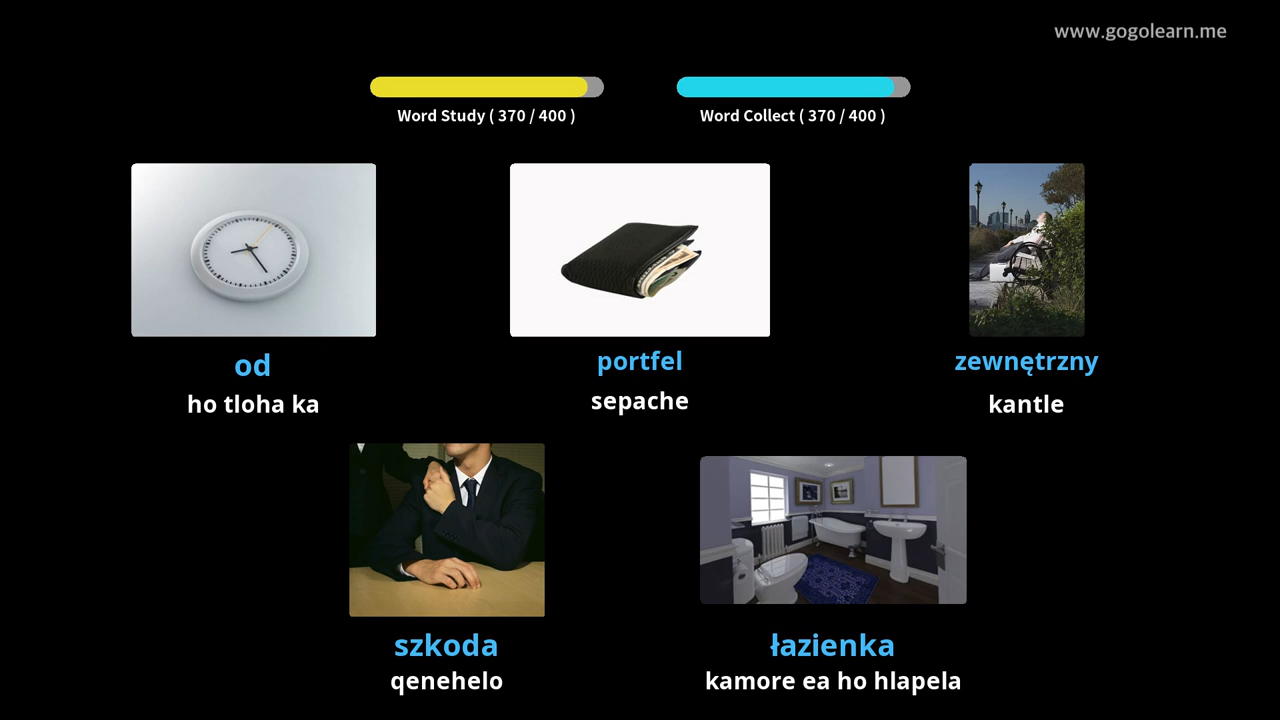 www.gogolearn.me
Word Study ( 370 / 400 )
Word Collect ( 370 / 400 )
od
ho tloha ka
portfel
sepache
zewnętrzny
kantle
szkoda
qenehelo
łazienka
kamore ea ho hlapela